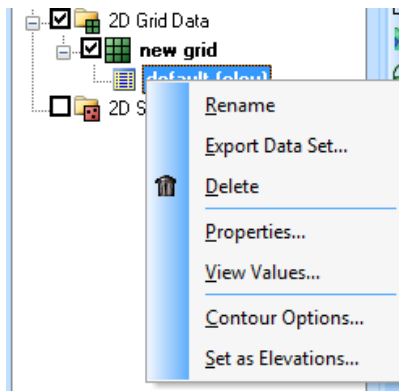 2D Grid Data
new grid
default (elev)
2D S
Rename
Export Data Set...
Delete
Properties...
View Values...
Contour Options...
Set as Elevations...